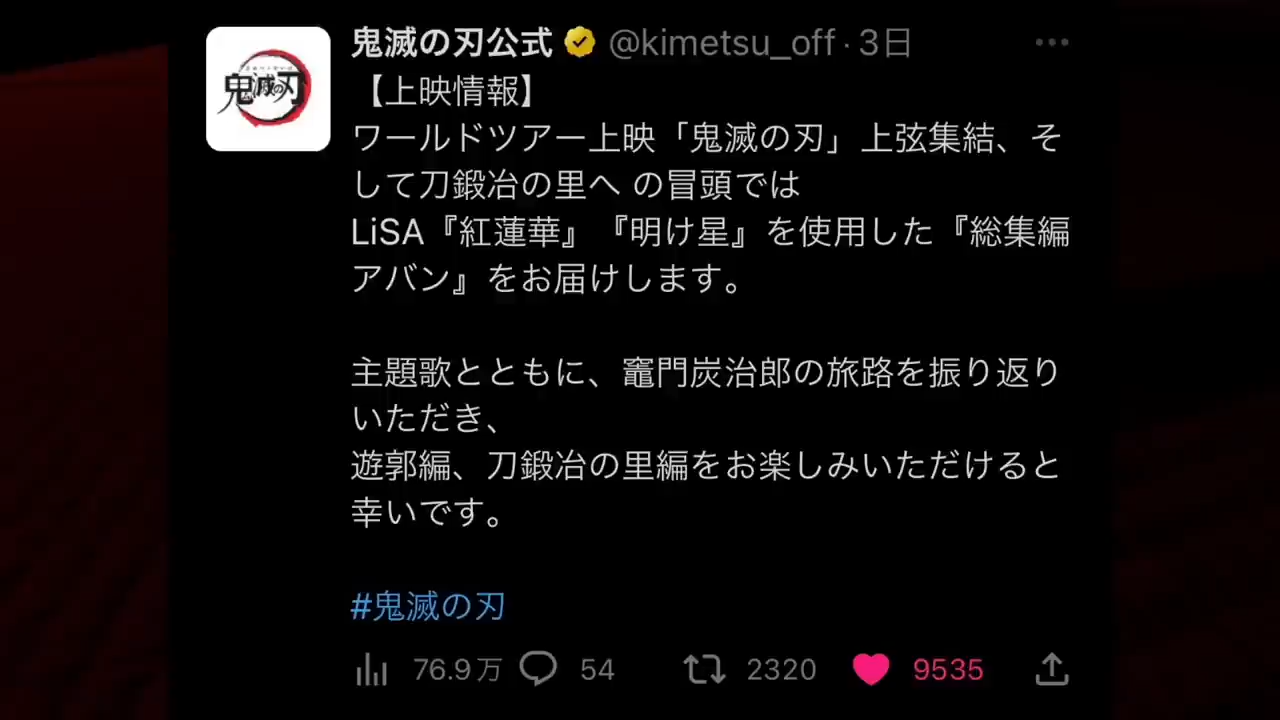 鬼滅の刃
鬼滅の刃公式 @kimetsu_off · 3日
【上映情報】
ワールドツアー上映「鬼滅の刃」上弦集結、そ
して刀鍛冶の里へ の冒頭では
LiSA『紅蓮華』『明け星』を使用した『総集編
アバン』をお届けします。
主題歌とともに、竈門炭治郎の旅路を振り返り
いただき、
遊郭編、刀鍛冶の里編をお楽しみいただけると
幸いです。
#鬼滅の刃
76.9万 54 2320 9535